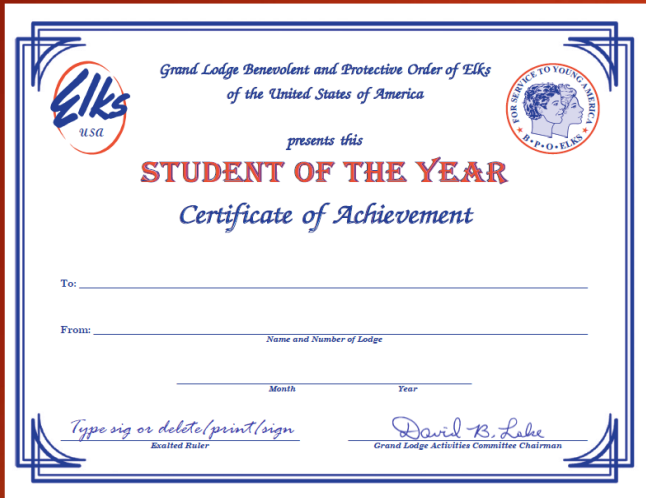 Elks
USA
FOR SERVICE TO YOUNG AMERICA
B•P•O•ELKS
Grand Lodge Benevolent and Protective Order of Elks
of the United States of America
presents this
STUDENT OF THE YEAR
Certificate of Achievement
To:
From:
Name and Number of Lodge
Month Year
Type sig or delete/print/sign David B. Lake
Exalted Ruler Grand Lodge Activities Committee Chairman